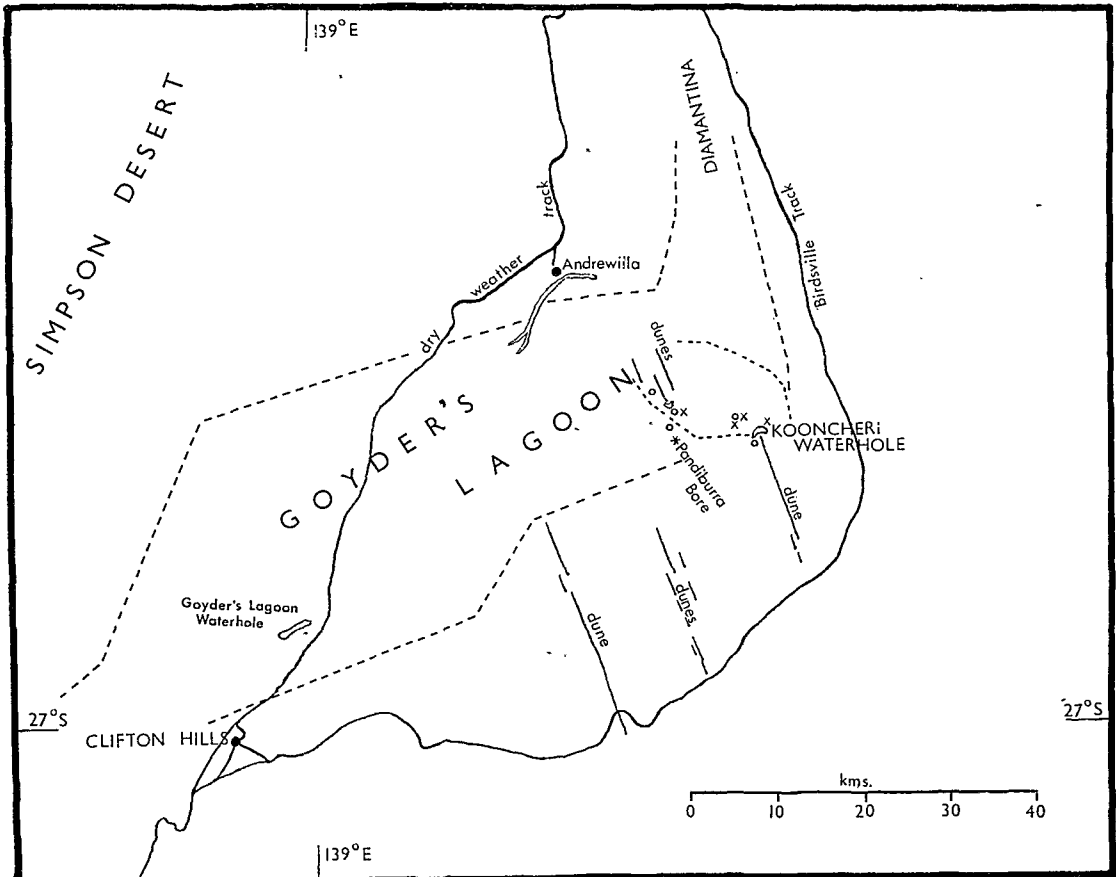 139°E
SIMPSON DESERT
DIAMANTINA
track
Birdsville Track
weather
Andrewilla
dry
dunes
GOYDER'S
LAGOON
KOONCHERi
WATERHOLE
Pandiburra
Bore
dune
Goyder's Lagoon
Waterhole
dune
dunes
27°S
27°S
CLIFTON HILLS
kms.
0 10 20 30 40
139°E